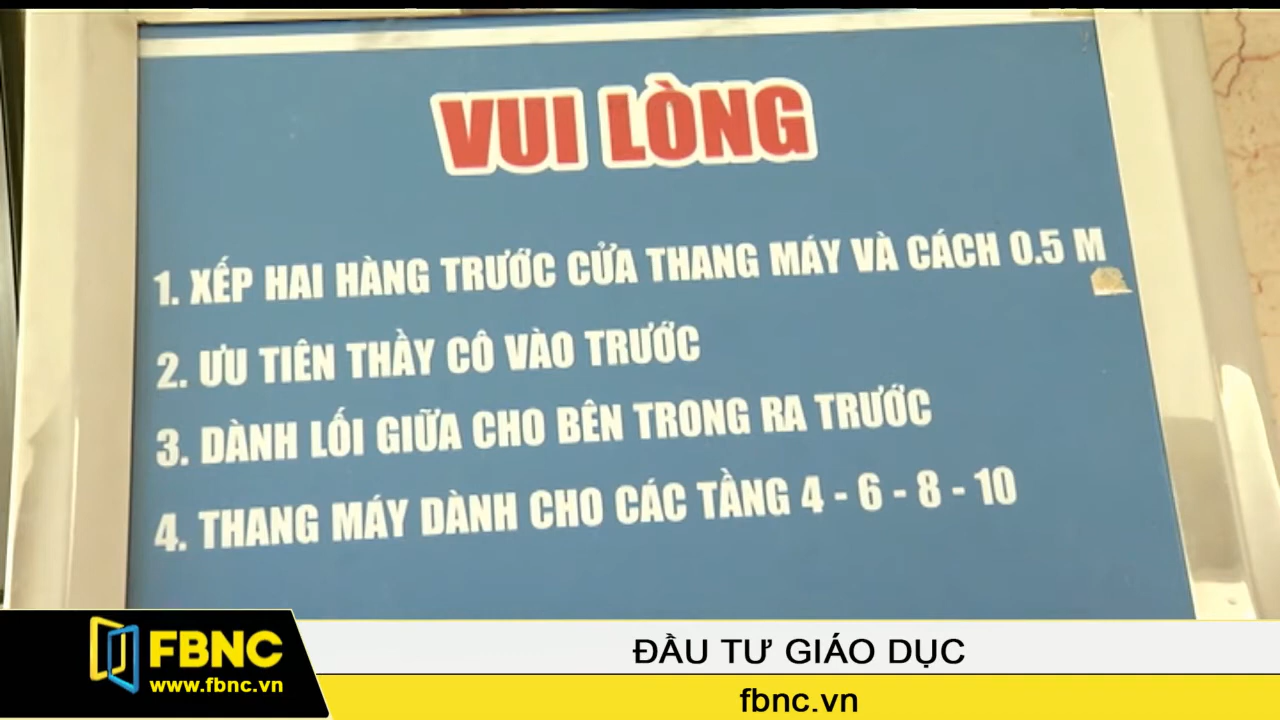 VUI LÒNG
1. XẾP HAI HÀNG TRƯỚC CỬA THANG MÁY VÀ CÁCH 0.5 M
2. ƯU TIÊN THẦY CÔ VÀO TRƯỚC
3. DÀNH LỐI GIỮA CHO BÊN TRONG RA TRƯỚC
4. THANG MÁY DÀNH CHO CÁC TẦNG 4 - 6 - 8 - 10
FBNC
www.fbnc.vn
ĐẦU TƯ GIÁO DỤC
fbnc.vn